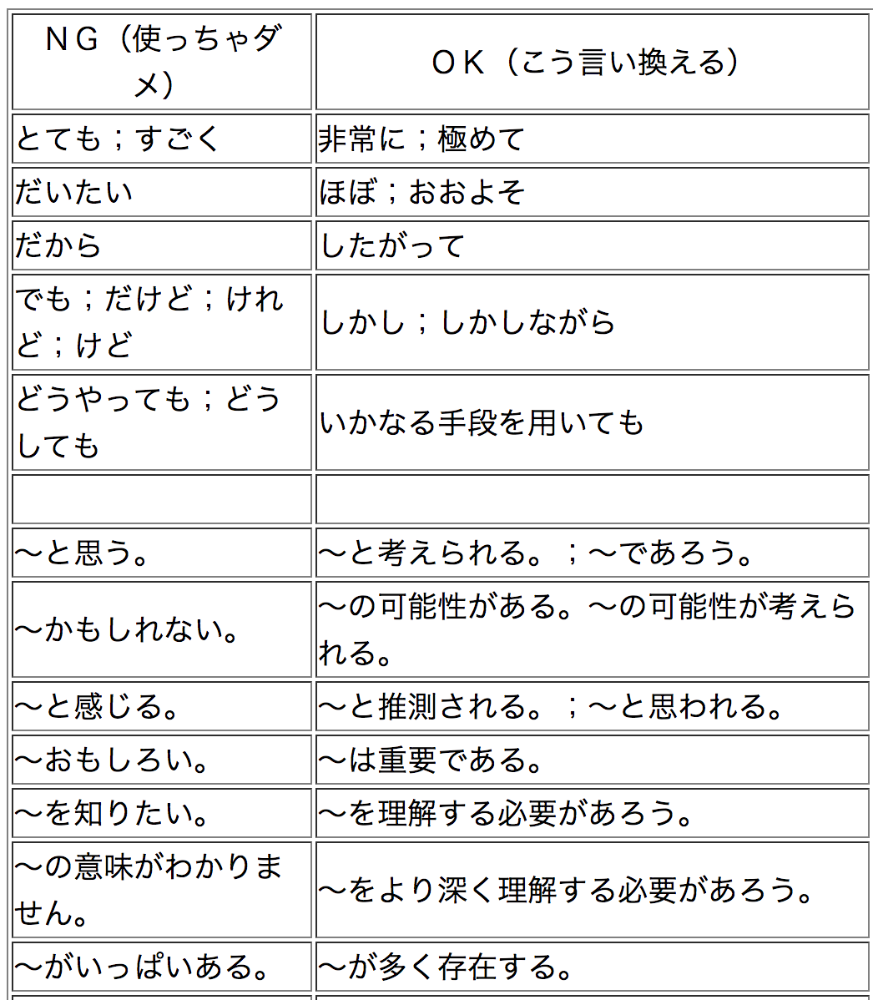 ＮＧ（使っちゃダ
メ）
ＯＫ（こう言い換える）
とても；すごく
非常に；極めて
だいたい
ほぼ；おおよそ
だから
したがって
でも；だけど；けれ
ど；けど
しかし；しかしながら
どうやっても；どう
しても
いかなる手段を用いても
〜と思う。
〜と考えられる。；〜であろう。
〜かもしれない。
〜の可能性がある。〜の可能性が考えら
れる。
〜と感じる。
〜と推測される。；〜と思われる。
〜おもしろい。
〜は重要である。
〜を知りたい。
〜を理解する必要があろう。
〜の意味がわかりま
せん。
〜をより深く理解する必要があろう。
〜がいっぱいある。
〜が多く存在する。